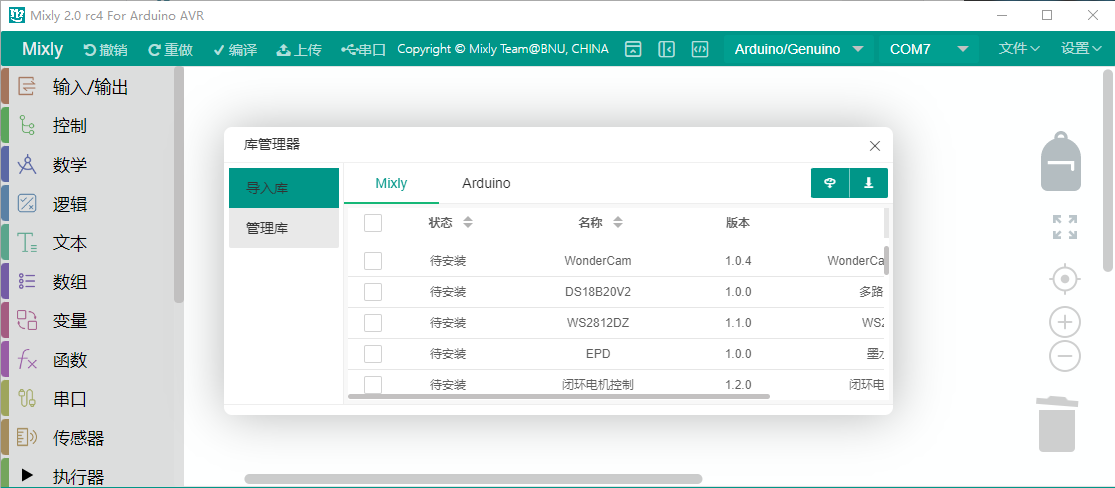 Mixly 2.0 rc4 For Arduino AVR
Mixly 撤销 重做 编译 上传 串口 Copyright © Mixly Team@BNU, CHINA Arduino/Genuino COM7 文件 设置
输入/输出
控制
数学
逻辑
文本
数组
变量
函数
串口
传感器
执行器
库管理器
导入库
管理库
Mixly Arduino
状态 名称 版本
待安装 WonderCam 1.0.4 WonderCa
待安装 DS18B20V2 1.0.0 多路
待安装 WS2812DZ 1.1.0 WS2
待安装 EPD 1.0.0 墨水
待安装 闭环电机控制 1.2.0 闭环电